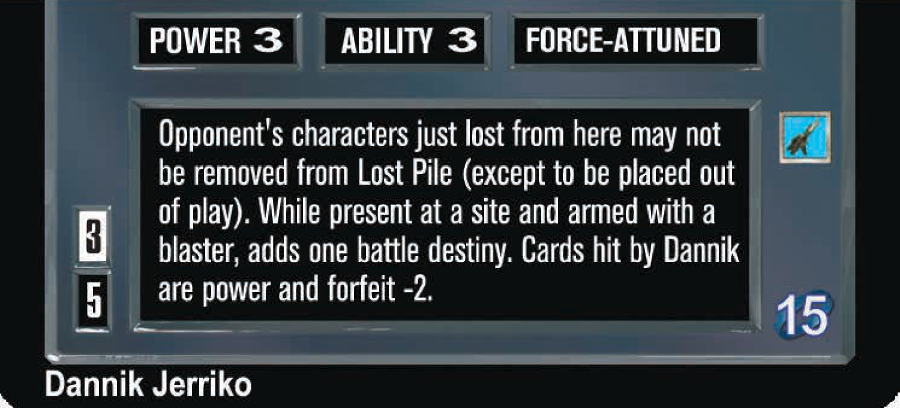 POWER 3 ABILITY 3 FORCE-ATTUNED
Opponent's characters just lost from here may not
be removed from Lost Pile (except to be placed out
of play). While present at a site and armed with a
blaster, adds one battle destiny. Cards hit by Dannik
are power and forfeit -2.
3
5
15
Dannik Jerriko